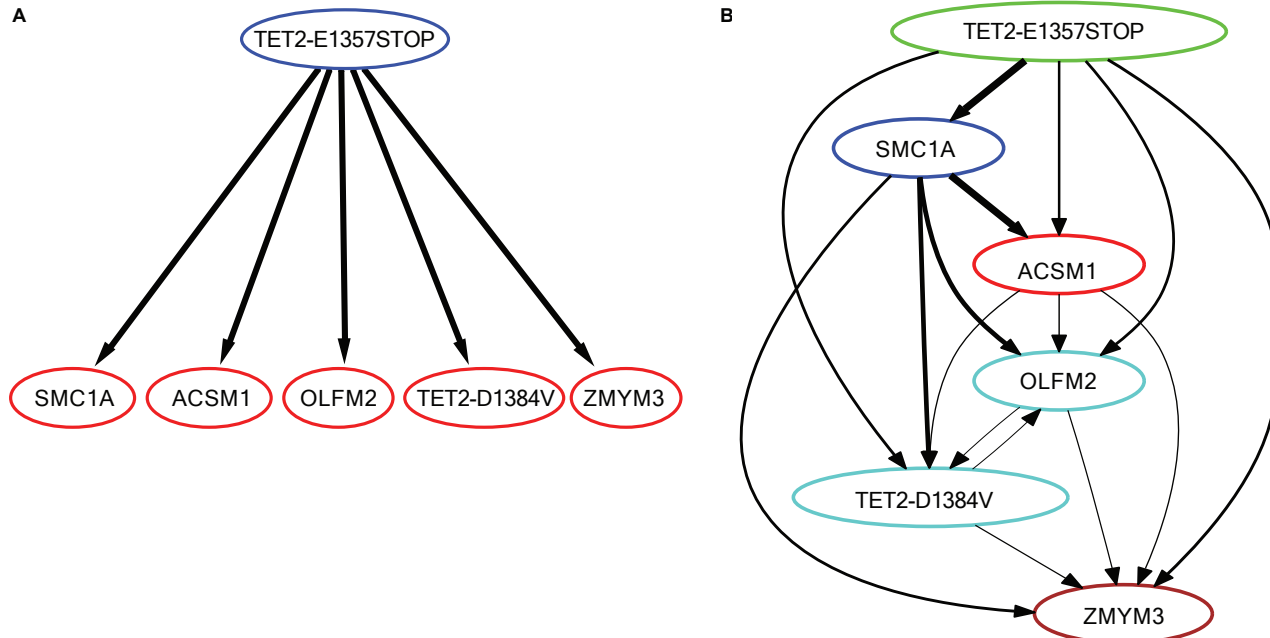 A
TET2-E1357STOP
SMC1A
ACSM1
OLFM2
TET2-D1384V
ZMYM3
B
TET2-E1357STOP
SMC1A
ACSM1
OLFM2
TET2-D1384V
ZMYM3